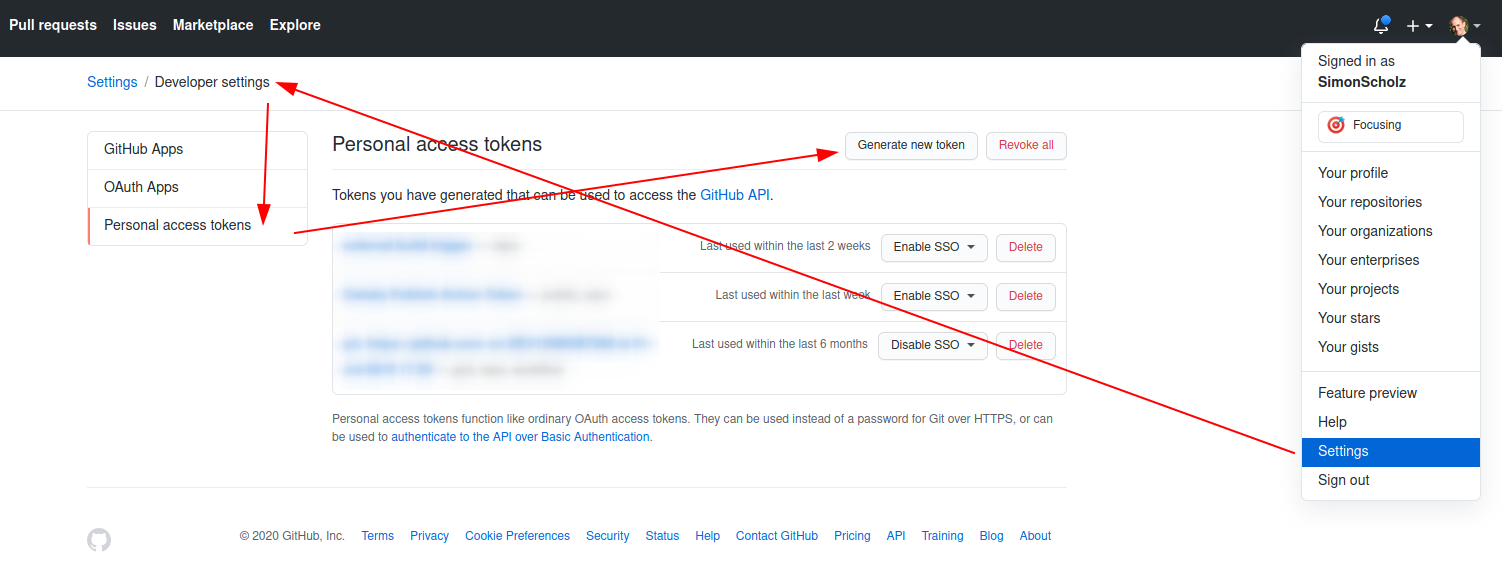 Pull requests Issues Marketplace Explore
Signed in as
SimonScholz
Focusing
Your profile
Your repositories
Your organizations
Your enterprises
Your projects
Your stars
Your gists
Feature preview
Help
Settings
Sign out
Settings / Developer settings
GitHub Apps
OAuth Apps
Personal access tokens
Personal access tokens
Generate new token
Revoke all
Tokens you have generated that can be used to access the GitHub API.
Last used within the last 2 weeks Enable SSO Delete
Last used within the last week Enable SSO Delete
Last used within the last 6 months Disable SSO Delete
Personal access tokens function like ordinary OAuth access tokens. They can be used instead of a password for Git over HTTPS, or can
be used to authenticate to the API over Basic Authentication.
© 2020 GitHub, Inc. Terms Privacy Cookie Preferences Security Status Help Contact GitHub Pricing API Training Blog About